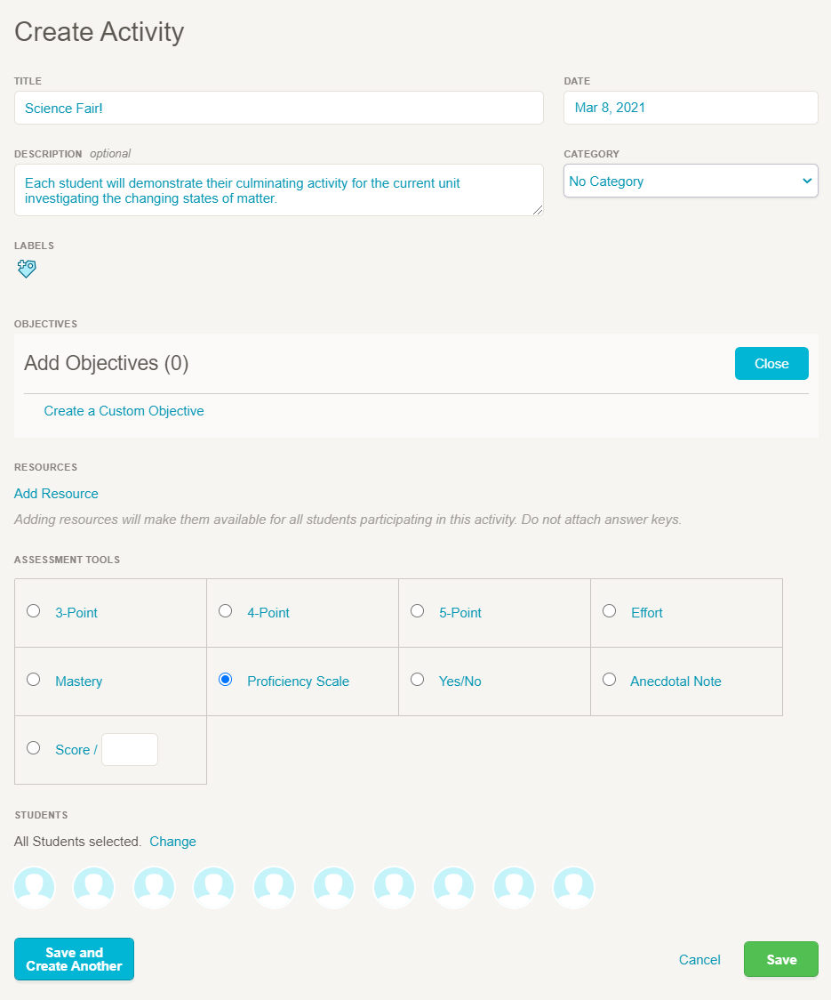 Create Activity
TITLE
DATE
Science Fair!
Mar 8, 2021
DESCRIPTION optional
CATEGORY
Each student will demonstrate their culminating activity for the current unit
investigating the changing states of matter.
No Category
LABELS
OBJECTIVES
Add Objectives (0)
Close
Create a Custom Objective
RESOURCES
Add Resource
Adding resources will make them available for all students participating in this activity. Do not attach answer keys.
ASSESSMENT TOOLS
3-Point
4-Point
5-Point
Effort
Mastery
Proficiency Scale
Yes/No
Anecdotal Note
Score /
STUDENTS
All Students selected. Change
Save and
Create Another
Cancel
Save